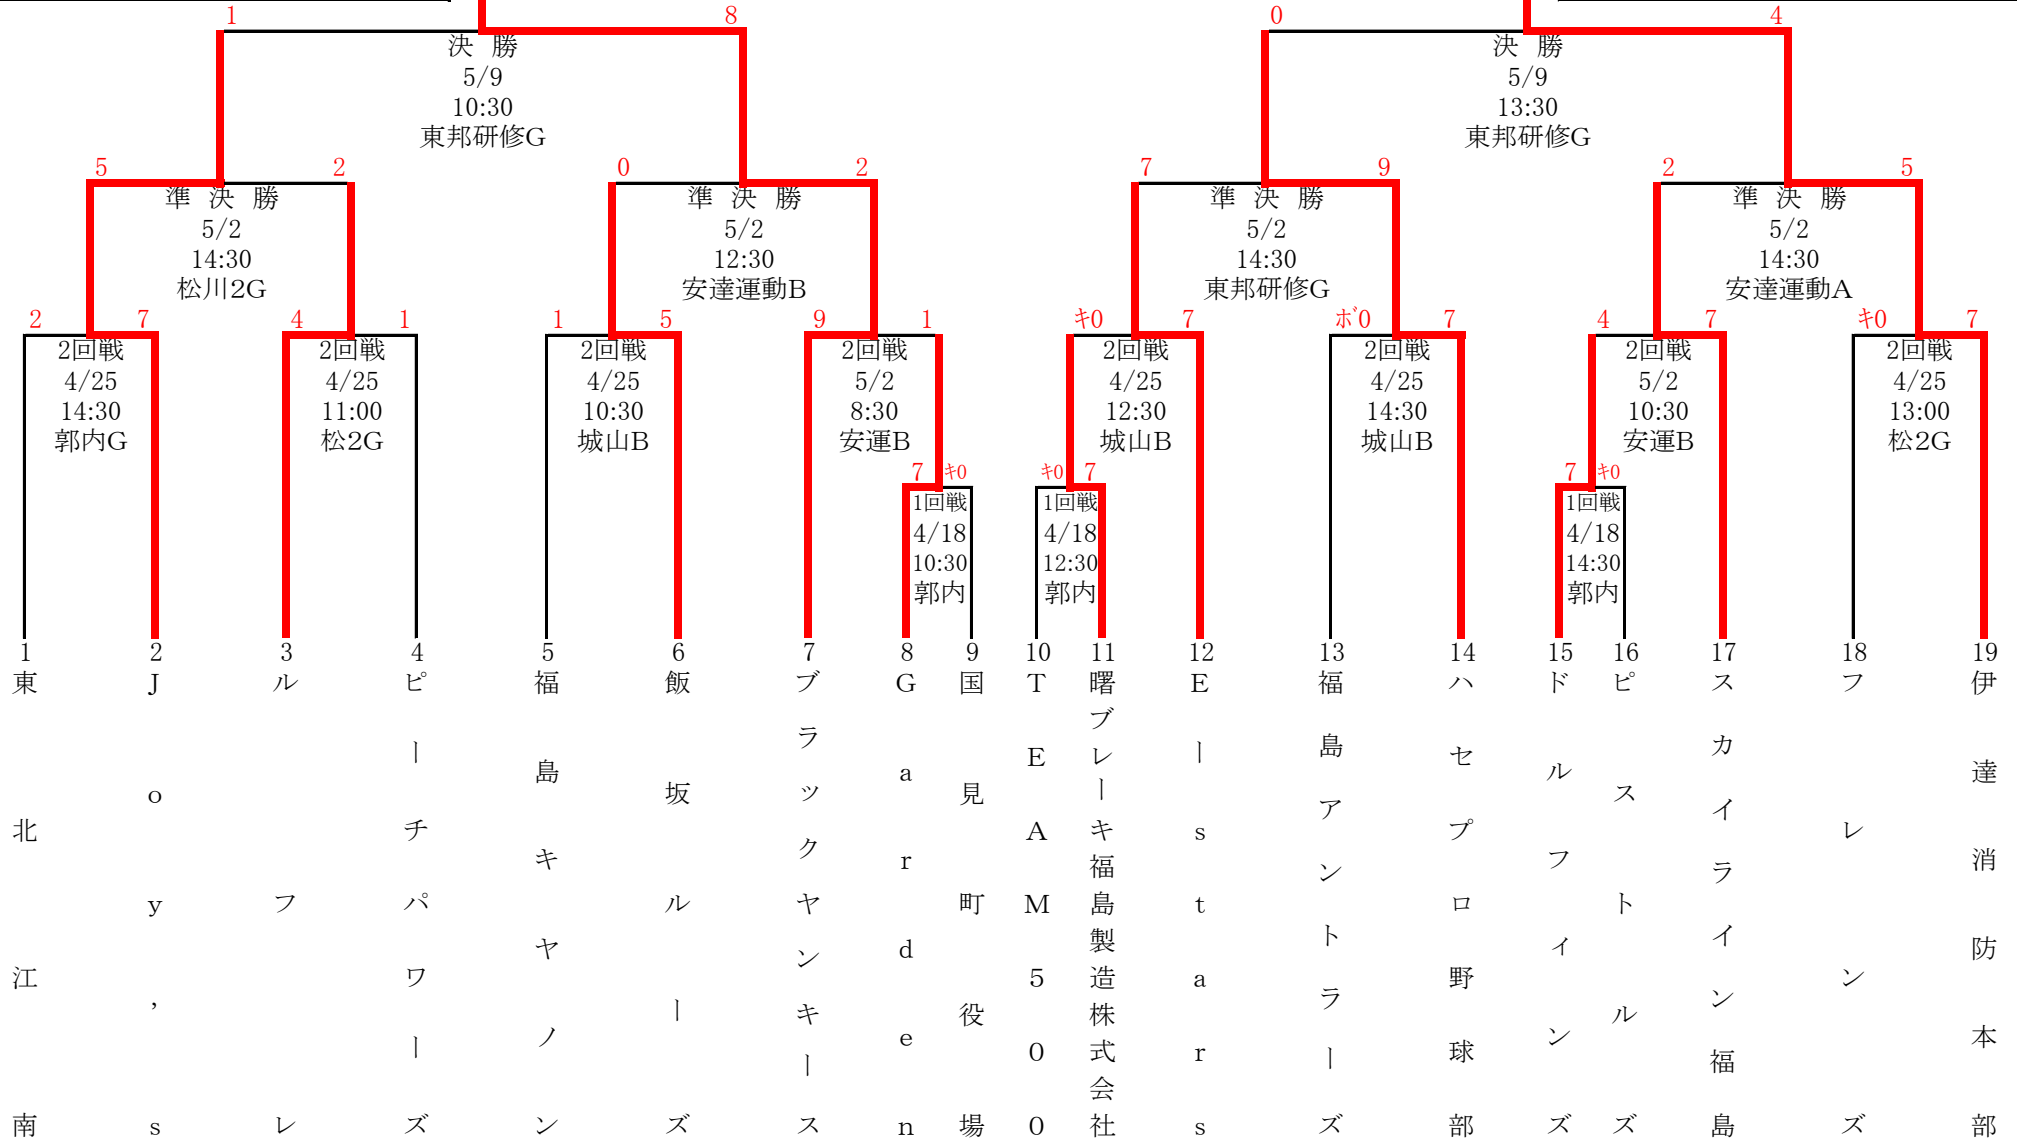 1 8 0 4
決勝 決勝
5/9 5/9
10:30 13:30
東邦研修G 東邦研修G
5 2 0 2 7 9 2 5
準決勝 準決勝 準決勝 準決勝
5/2 5/2 5/2 5/2
14:30 12:30 14:30 14:30
松川2G 安達運動B 東邦研修G 安達運動A
2 7 4 1 1 5 9 1 ｷ0 7 ﾎﾞ0 7 4 7 ｷ0 7
2回戦 2回戦 2回戦 2回戦 2回戦 2回戦 2回戦 2回戦
4/25 4/25 4/25 5/2 4/25 4/25 5/2 4/25
14:30 11:00 10:30 8:30 12:30 14:30 10:30 13:00
郭内G 松2G 城山B 安運B 城山B 城山B 安運B 松2G
7 ｷ0 ｷ0 7 7 ｷ0
1回戦 1回戦 1回戦
4/18 4/18 4/18
10:30 12:30 14:30
郭内 郭内 郭内
1 2 3 4 5 6 7 8 9 10 11 12 13 14 15 16 17 18 19
東北江南
Joy’s
ルフレ
ピーチパワーズ
福島キヤノン
飯坂ルーズ
ブラックヤンキース
Garden
国見町役場
TEAM500
曙ブレーキ福島製造株式会社
Eーstars
福島アントラーズ
ハセプロ野球部
ドルフィンズ
ピストルズ
スカイライン福島
フレンズ
伊達消防本部